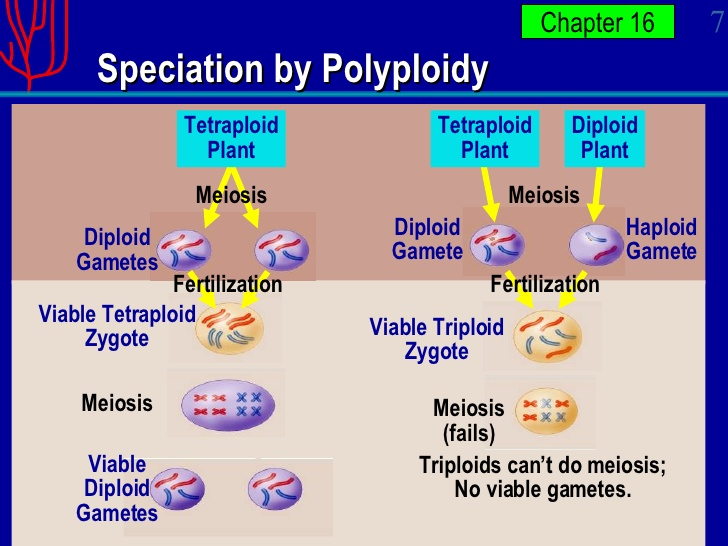 Chapter 16
7
Speciation by Polyploidy
Tetraploid
Plant
Meiosis
Diploid
Gametes
Fertilization
Viable Tetraploid
Zygote
Meiosis
Viable
Diploid
Gametes
Tetraploid
Plant
Diploid
Plant
Meiosis
Diploid
Gamete
Haploid
Gamete
Fertilization
Viable Triploid
Zygote
Meiosis
(fails)
Triploids can’t do meiosis;
No viable gametes.